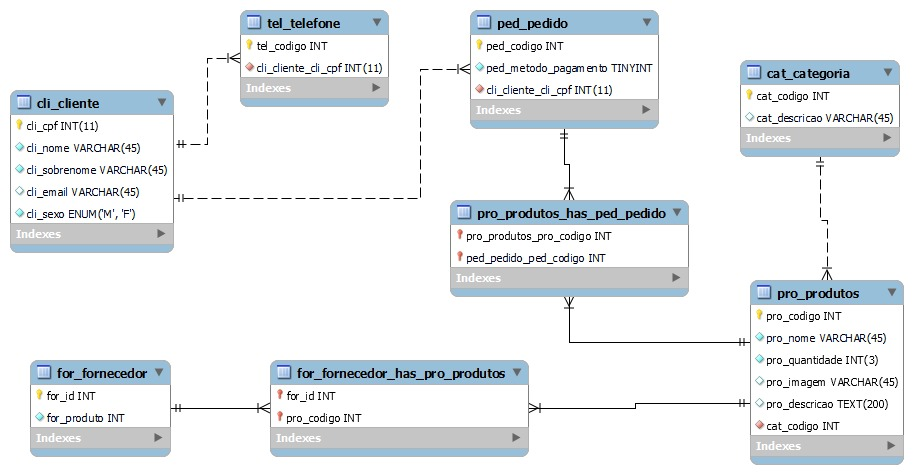 tel_telefone
tel_codigo INT
cli_cliente_cli_cpf INT(11)
Indexes
ped_pedido
ped_codigo INT
ped_metodo_pagamento TINYINT
cli_cliente_cli_cpf INT(11)
Indexes
cat_categoria
cat_codigo INT
cat_descricao VARCHAR(45)
Indexes
cli_cliente
cli_cpf INT(11)
cli_nome VARCHAR(45)
cli_sobrenome VARCHAR(45)
cli_email VARCHAR(45)
cli_sexo ENUM('M', 'F')
Indexes
pro_produtos_has_ped_pedido
pro_produtos_pro_codigo INT
ped_pedido_ped_codigo INT
Indexes
pro_produtos
pro_codigo INT
pro_nome VARCHAR(45)
pro_quantidade INT(3)
pro_imagem VARCHAR(45)
pro_descricao TEXT(200)
cat_codigo INT
Indexes
for_fornecedor
for_id INT
for_produto INT
Indexes
for_fornecedor_has_pro_produtos
for_id INT
pro_codigo INT
Indexes